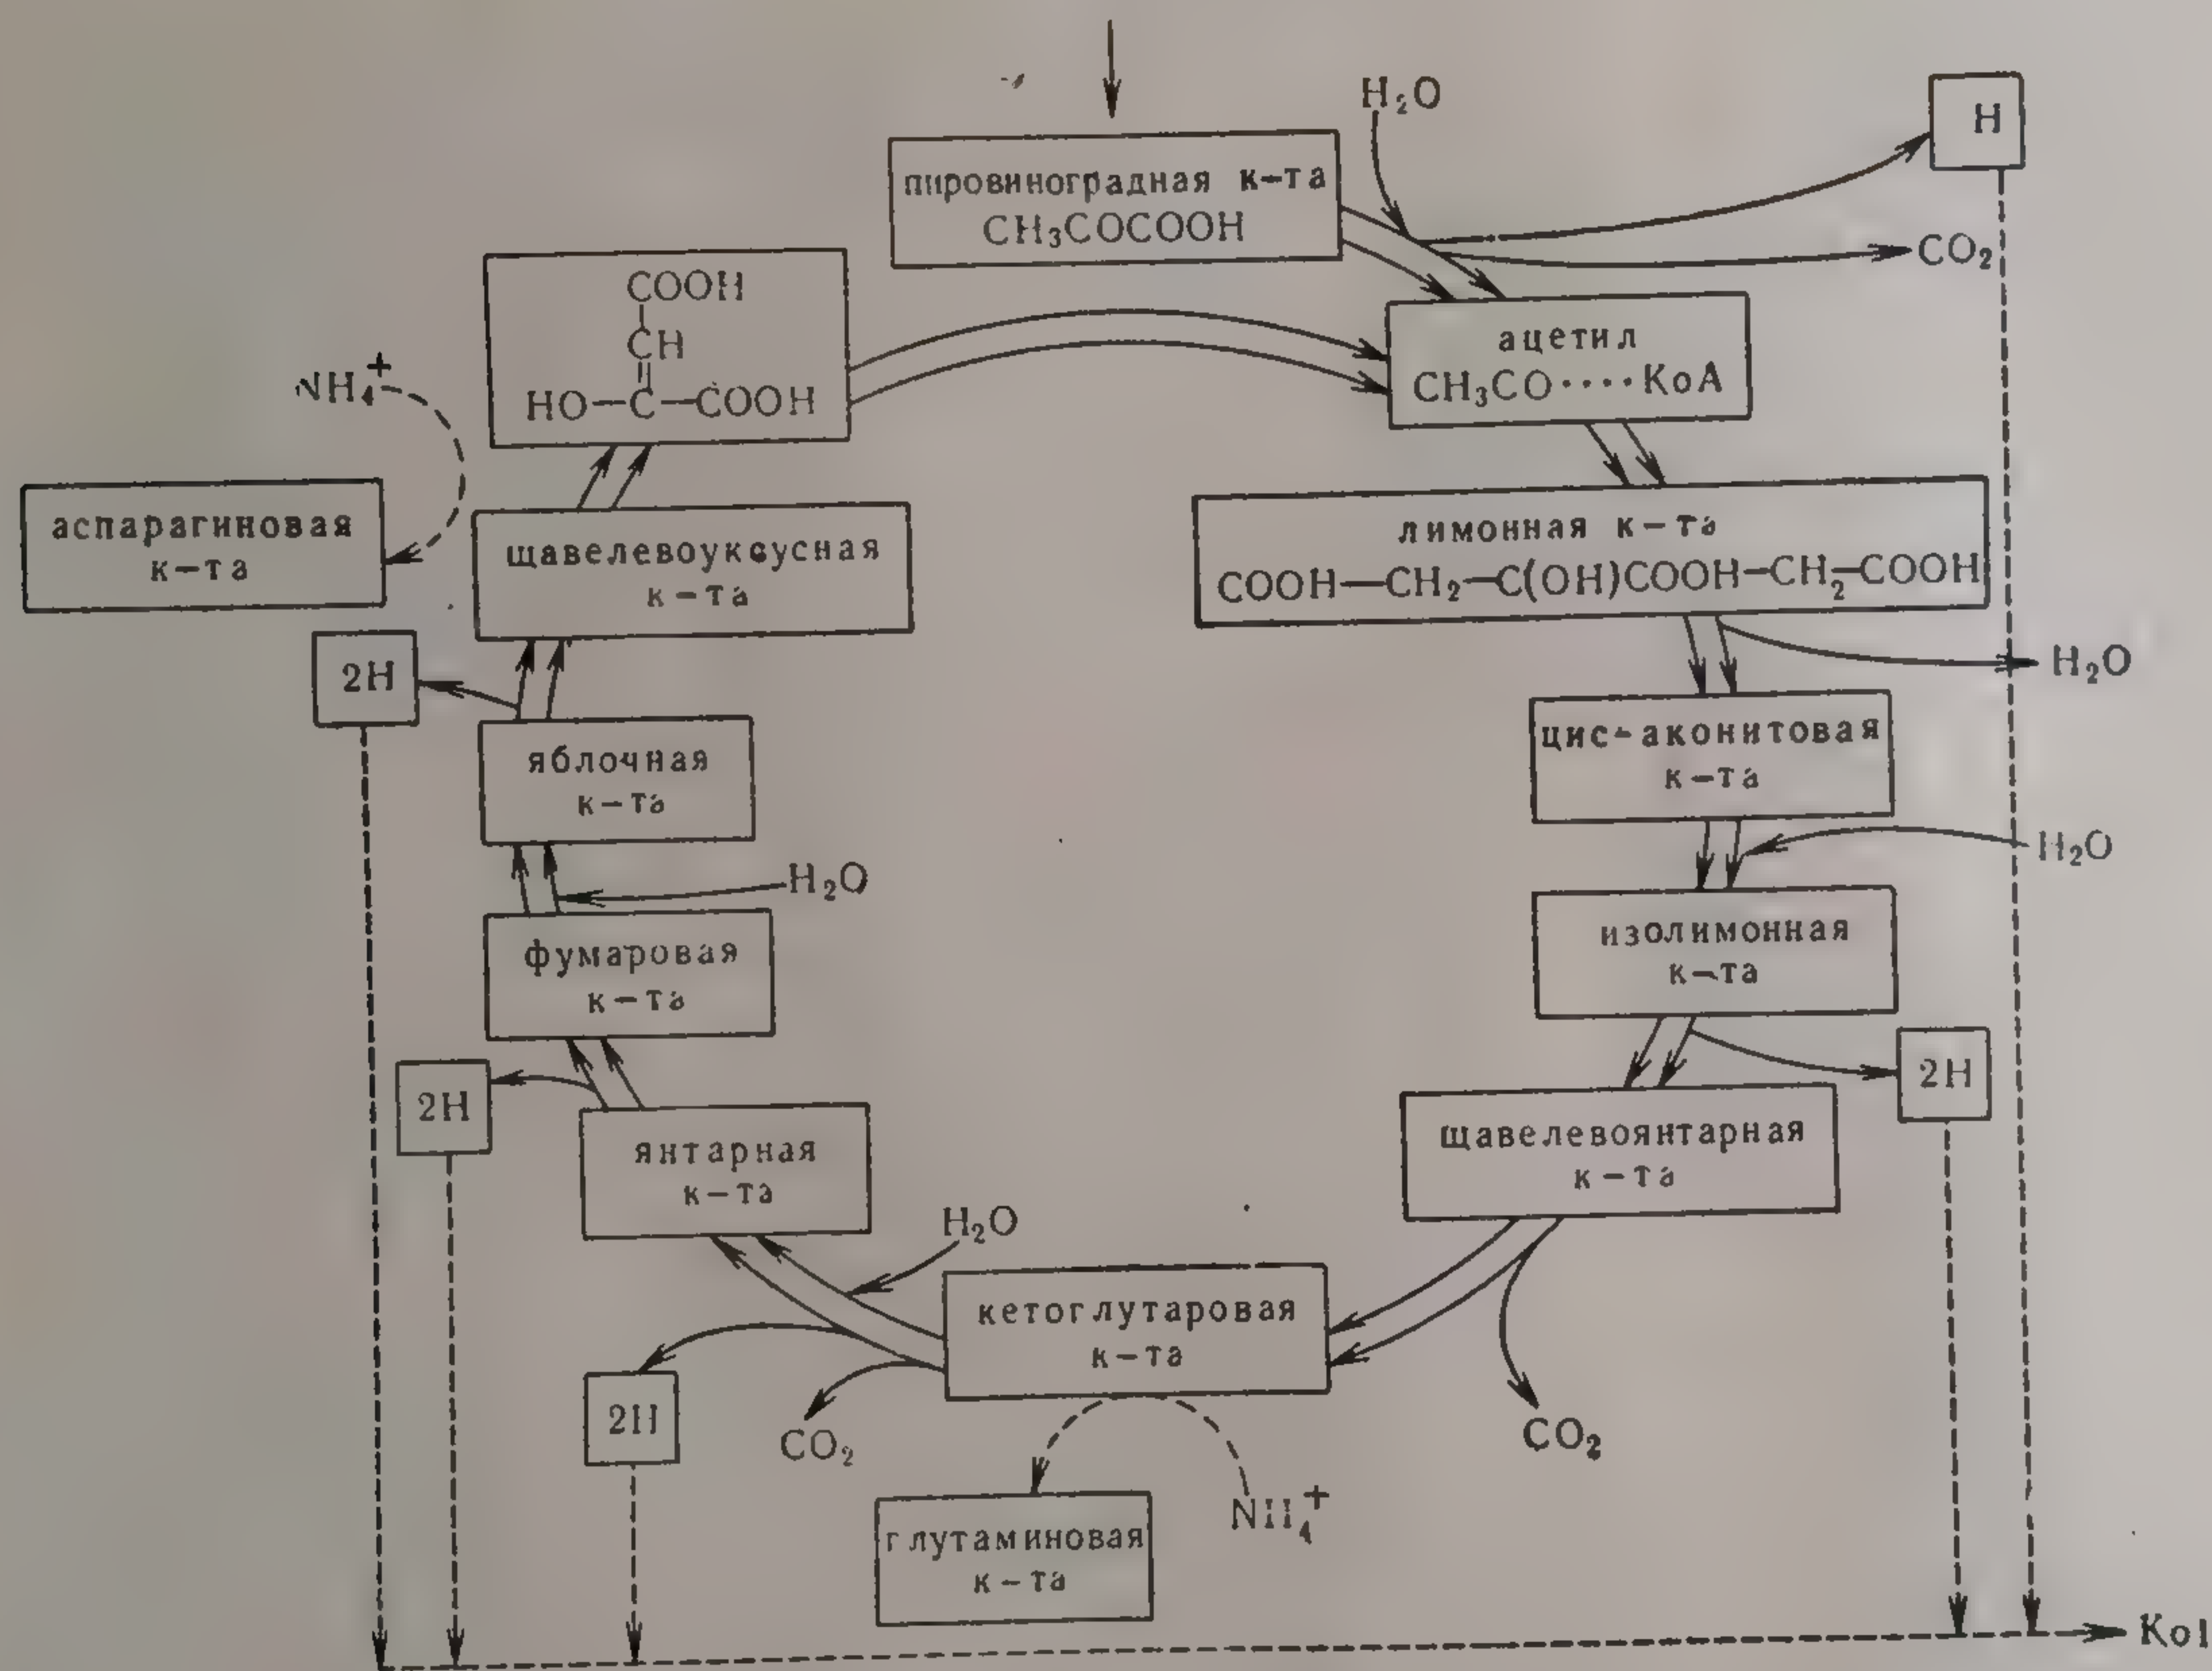 H₂O
H
пировиноградная к-та
CH₃COCOOH
CO₂
COOH
CH
HO—C—COOH
ацетил
CH₃CO····КоА
NH₄⁺
лимонная к-та
COOH—CH₂—C(OH)COOH—CH₂—COOH
аспарагиновая
к-та
щавелевоуксусная
к-та
2H
H₂O
цис-аконитовая
к-та
яблочная
к-та
H₂O
H₂O
изолимонная
к-та
фумаровая
к-та
2H
2H
щавелевоянтарная
к-та
янтарная
к-та
H₂O
кетоглутаровая
к-та
2H
CO₂
CO₂
NH₄⁺
глутаминовая
к-та
КоI